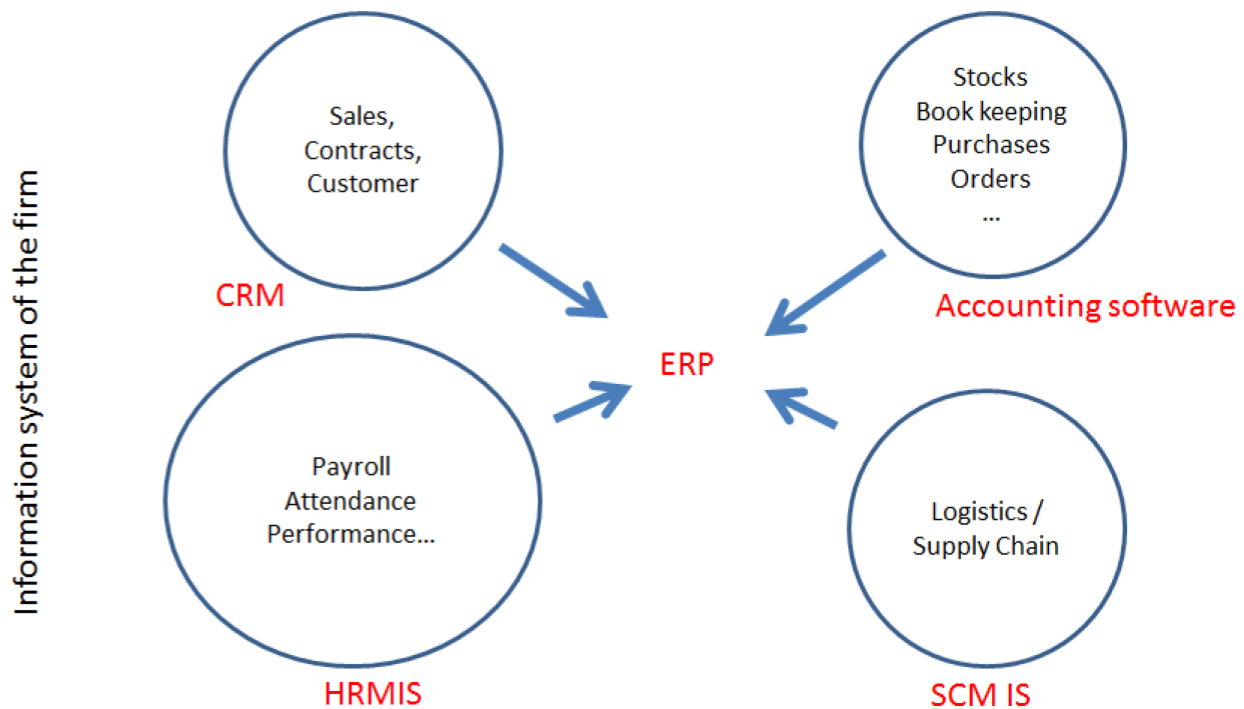 Information system of the firm
Sales,
Contracts,
Customer
CRM
Stocks
Book keeping
Purchases
Orders
...
Accounting software
ERP
Payroll
Attendance
Performance...
HRMIS
Logistics /
Supply Chain
SCM IS